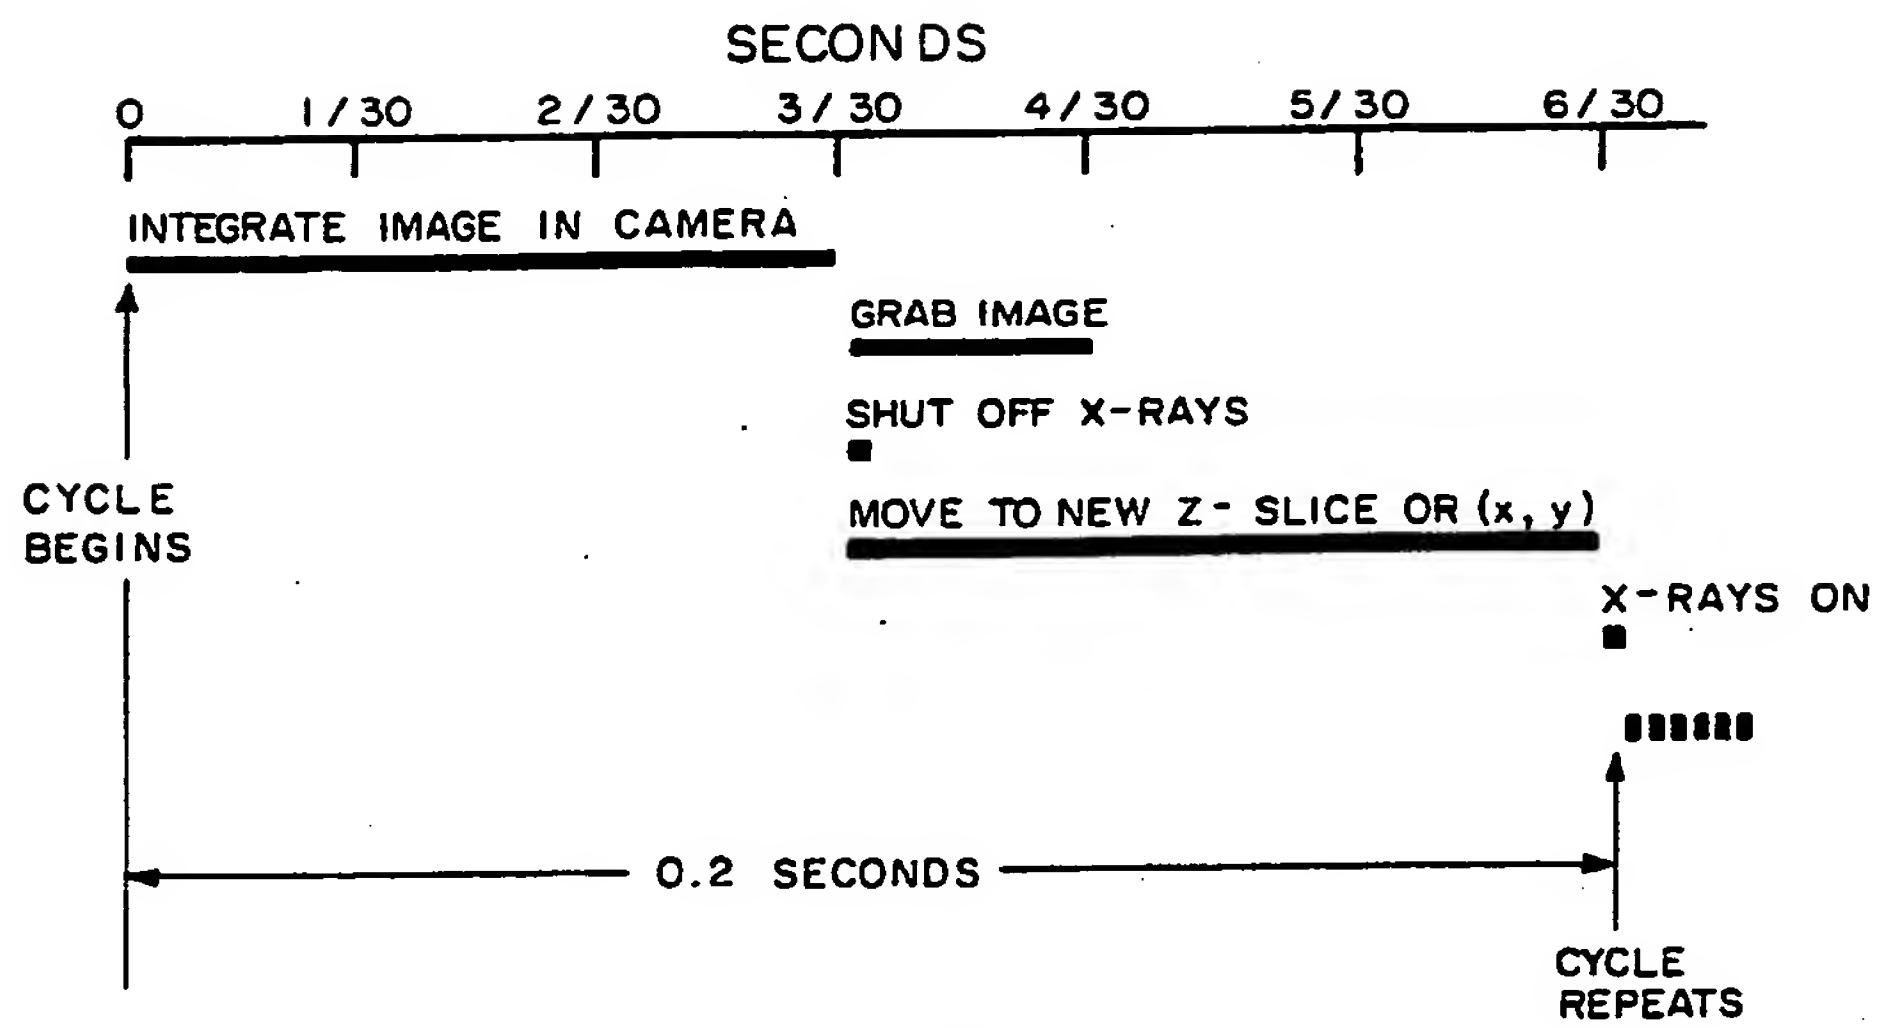 SECONDS
0 1/30 2/30 3/30 4/30 5/30 6/30
INTEGRATE IMAGE IN CAMERA
GRAB IMAGE
SHUT OFF X-RAYS
CYCLE
BEGINS
MOVE TO NEW Z- SLICE OR (x, y)
X-RAYS ON
0.2 SECONDS
CYCLE
REPEATS